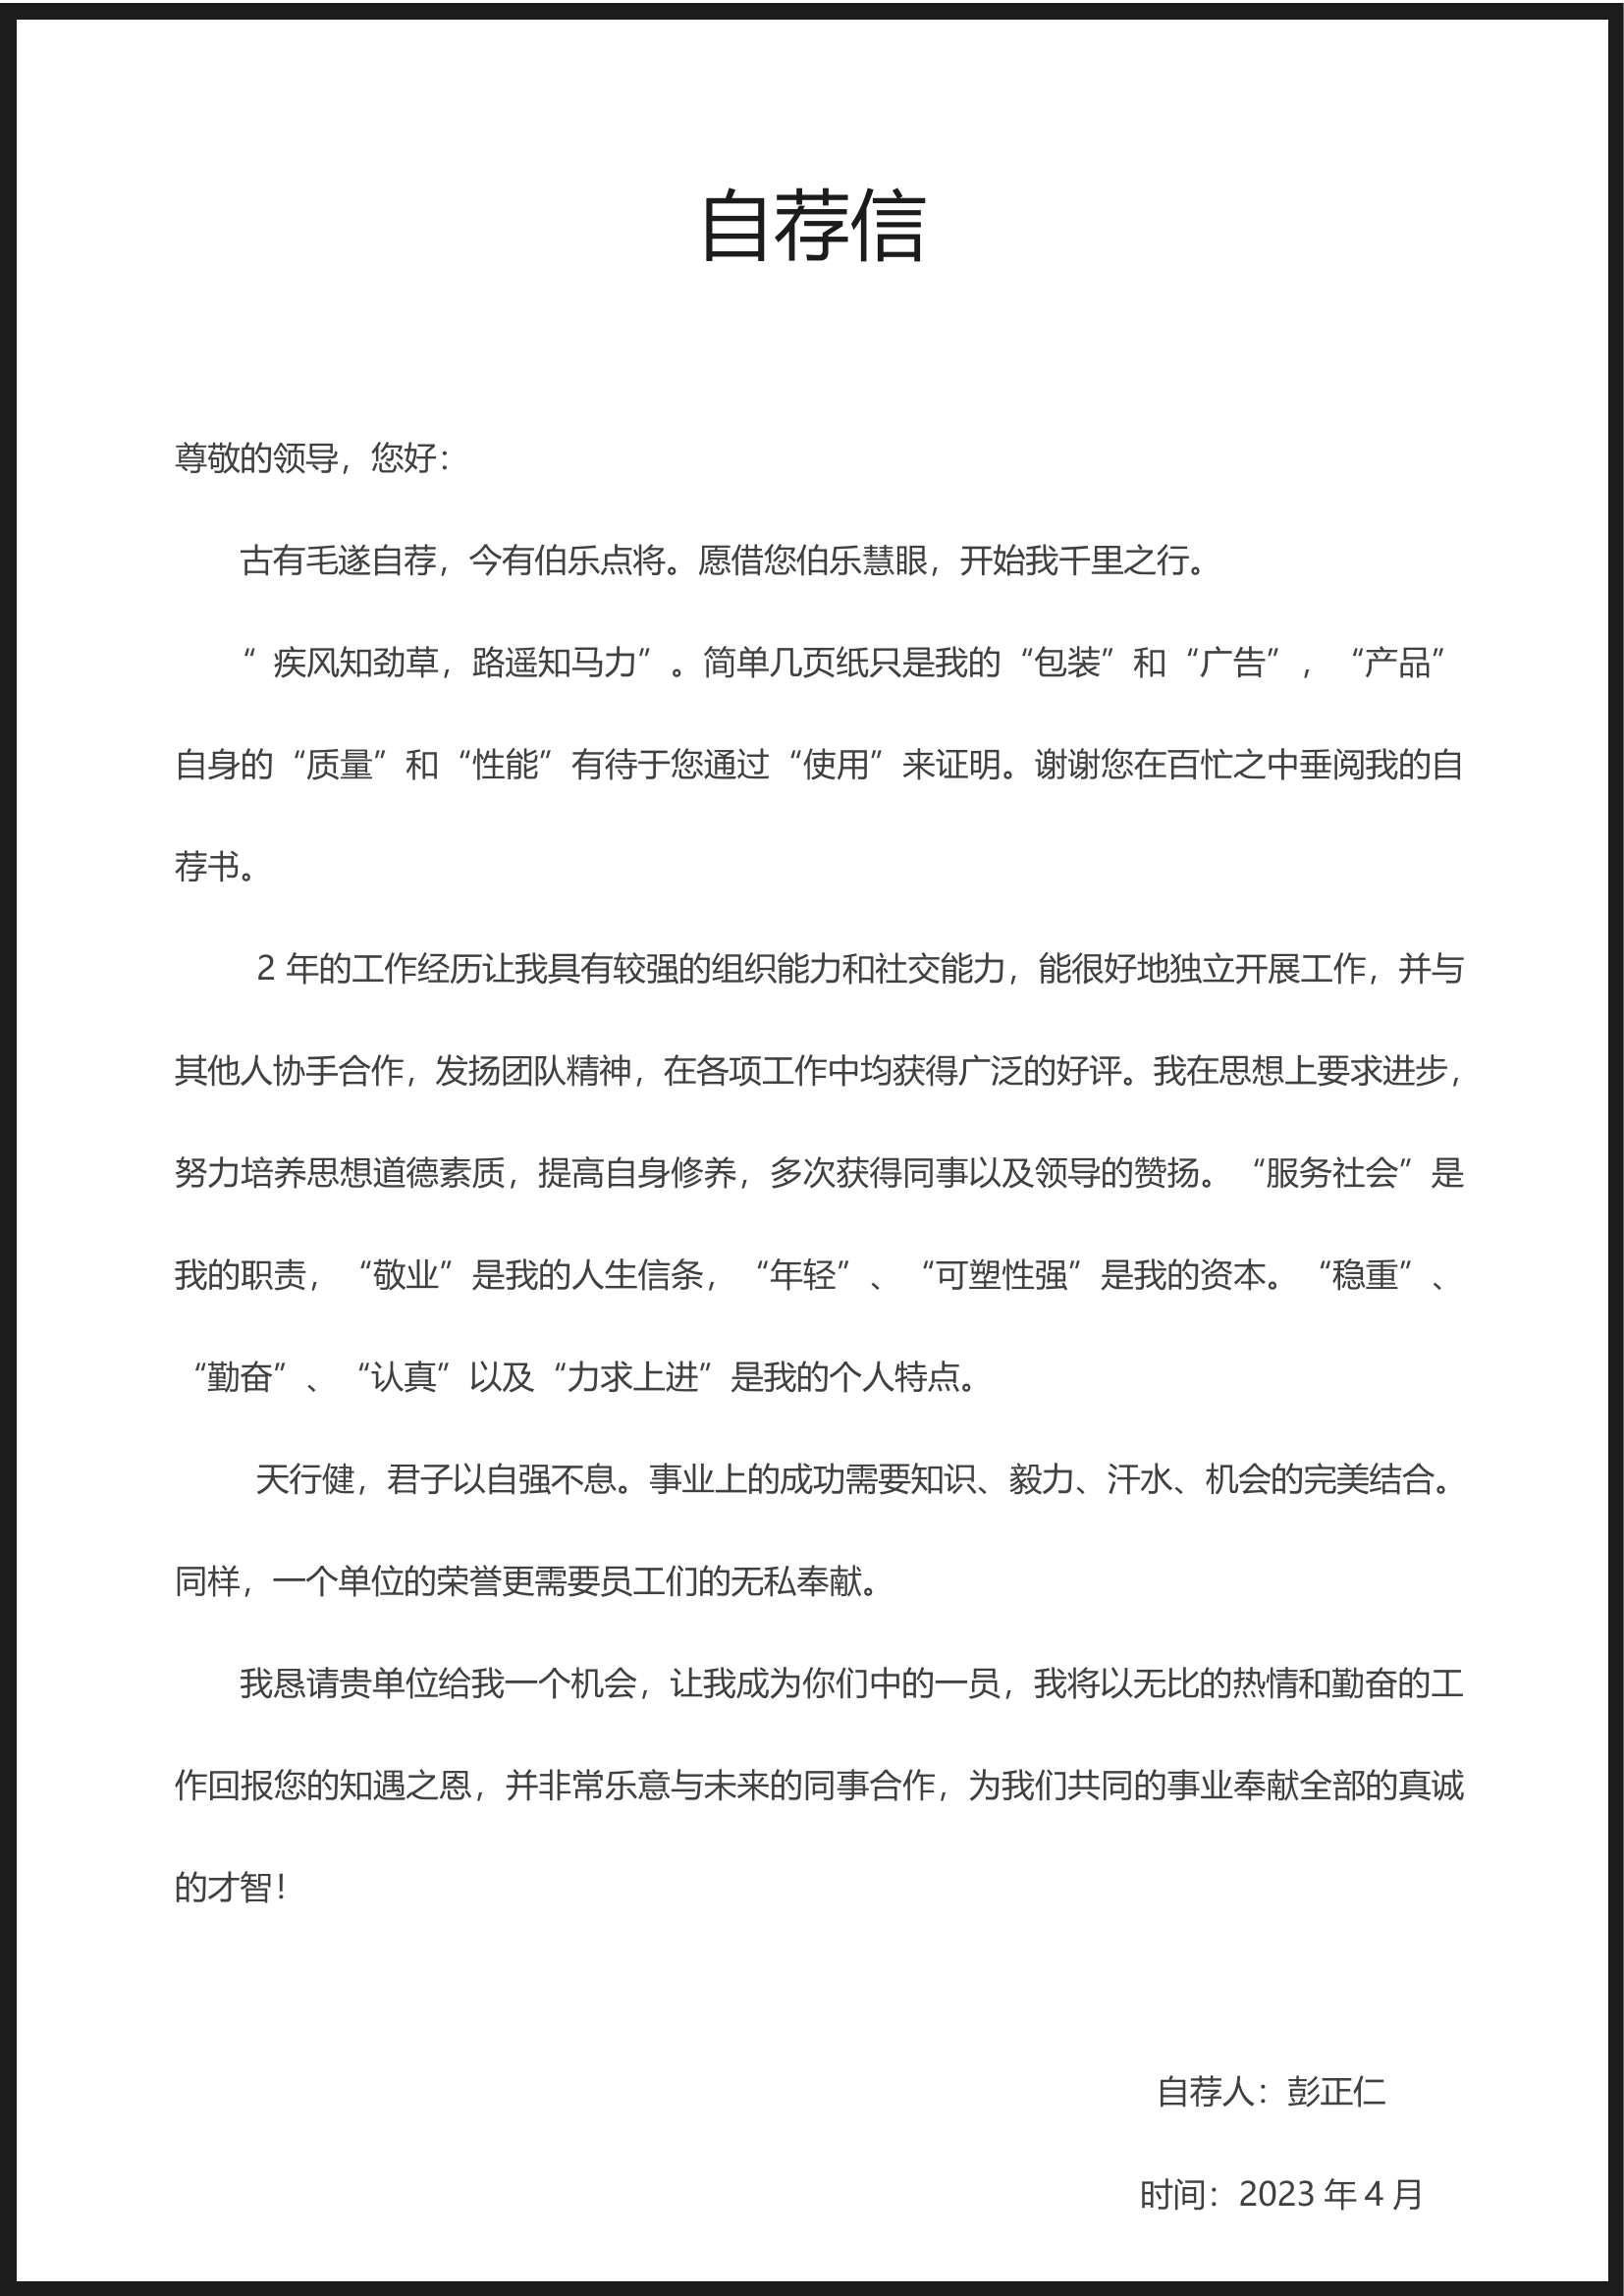 自荐信
尊敬的领导，您好：
古有毛遂自荐，今有伯乐点将。愿借您伯乐慧眼，开始我千里之行。
“ 疾风知劲草，路遥知马力”。简单几页纸只是我的“包装”和“广告”，“产品”
自身的“质量”和“性能”有待于您通过“使用”来证明。谢谢您在百忙之中垂阅我的自
荐书。
2 年的工作经历让我具有较强的组织能力和社交能力，能很好地独立开展工作，并与
其他人协手合作，发扬团队精神，在各项工作中均获得广泛的好评。我在思想上要求进步，
努力培养思想道德素质，提高自身修养，多次获得同事以及领导的赞扬。“服务社会”是
我的职责，“敬业”是我的人生信条，“年轻”、“可塑性强”是我的资本。“稳重”、
“勤奋”、“认真”以及“力求上进”是我的个人特点。
天行健，君子以自强不息。事业上的成功需要知识、毅力、汗水、机会的完美结合。
同样，一个单位的荣誉更需要员工们的无私奉献。
我恳请贵单位给我一个机会，让我成为你们中的一员，我将以无比的热情和勤奋的工
作回报您的知遇之恩，并非常乐意与未来的同事合作，为我们共同的事业奉献全部的真诚
的才智！
自荐人：彭正仁
时间：2023 年 4 月